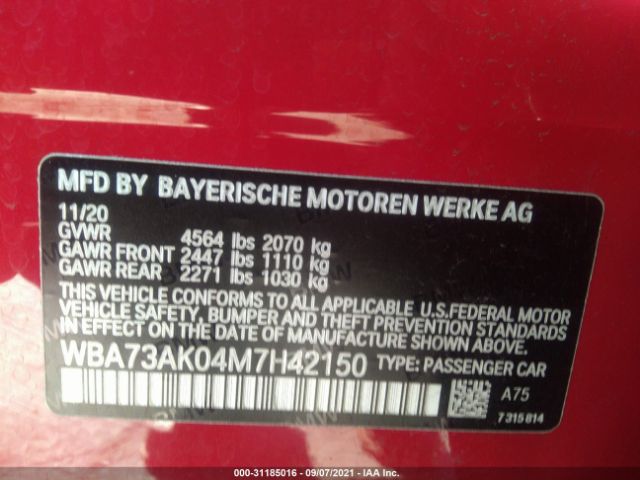 MFD BY BAYERISCHE MOTOREN WERKE AG
11/20
GVWR 4564 lbs 2070 kg
GAWR FRONT 2447 lbs 1110 kg
GAWR REAR 2271 lbs 1030 kg
THIS VEHICLE CONFORMS TO ALL APPLICABLE U.S.FEDERAL MOTOR
VEHICLE SAFETY, BUMPER AND THEFT PREVENTION STANDARDS
IN EFFECT ON THE DATE OF MANUFACTURE SHOWN ABOVE.
WBA73AK04M7H42150 TYPE: PASSENGER CAR
A75
7315814
000-31185016 - 09/07/2021 - IAA Inc.